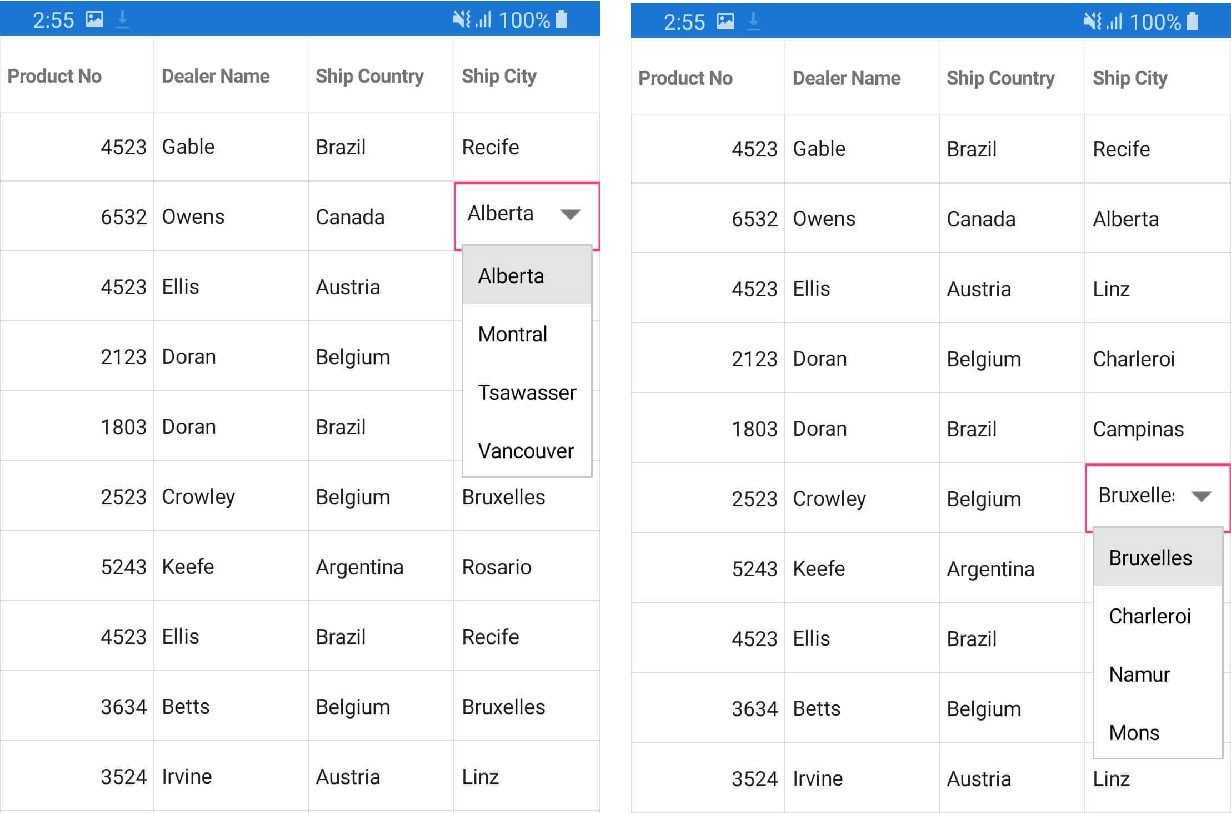 2:55 100%
Product No Dealer Name Ship Country Ship City
4523 Gable Brazil Recife
6532 Owens Canada Alberta
Alberta
4523 Ellis Austria
Montral
2123 Doran Belgium
Tsawasser
1803 Doran Brazil
Vancouver
2523 Crowley Belgium Bruxelles
5243 Keefe Argentina Rosario
4523 Ellis Brazil Recife
3634 Betts Belgium Bruxelles
3524 Irvine Austria Linz
2:55 100%
Product No Dealer Name Ship Country Ship City
4523 Gable Brazil Recife
6532 Owens Canada Alberta
4523 Ellis Austria Linz
2123 Doran Belgium Charleroi
1803 Doran Brazil Campinas
2523 Crowley Belgium Bruxelle
Bruxelles
5243 Keefe Argentina
Charleroi
4523 Ellis Brazil
Namur
3634 Betts Belgium
Mons
3524 Irvine Austria Linz